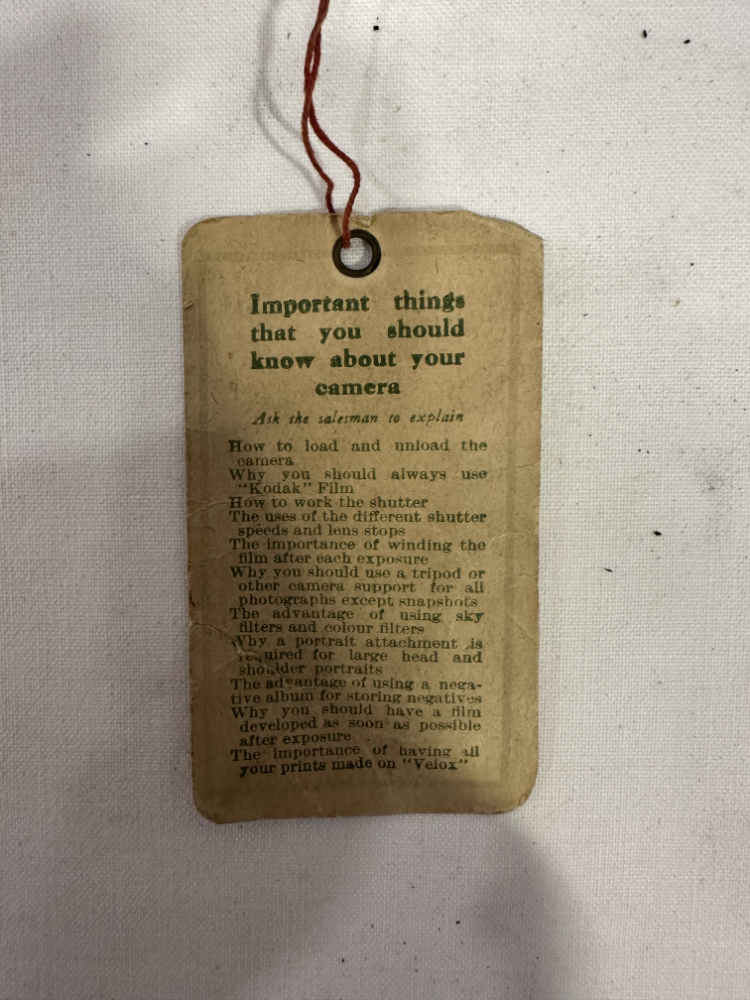 Important things
that you should
know about your
camera
Ask the salesman to explain
How to load and unload the
camera
Why you should always use
"Kodak" Film
How to work the shutter
The uses of the different shutter
speeds and lens stops
The importance of winding the
film after each exposure
Why you should use a tripod or
other camera support for all
photographs except snapshots
The advantage of using sky
filters and colour filters
Why a portrait attachment is
required for large head and
shoulder portraits
The advantage of using a nega-
tive album for storing negatives
Why you should have a film
developed as soon as possible
after exposure
The importance of having all
your prints made on "Velox"